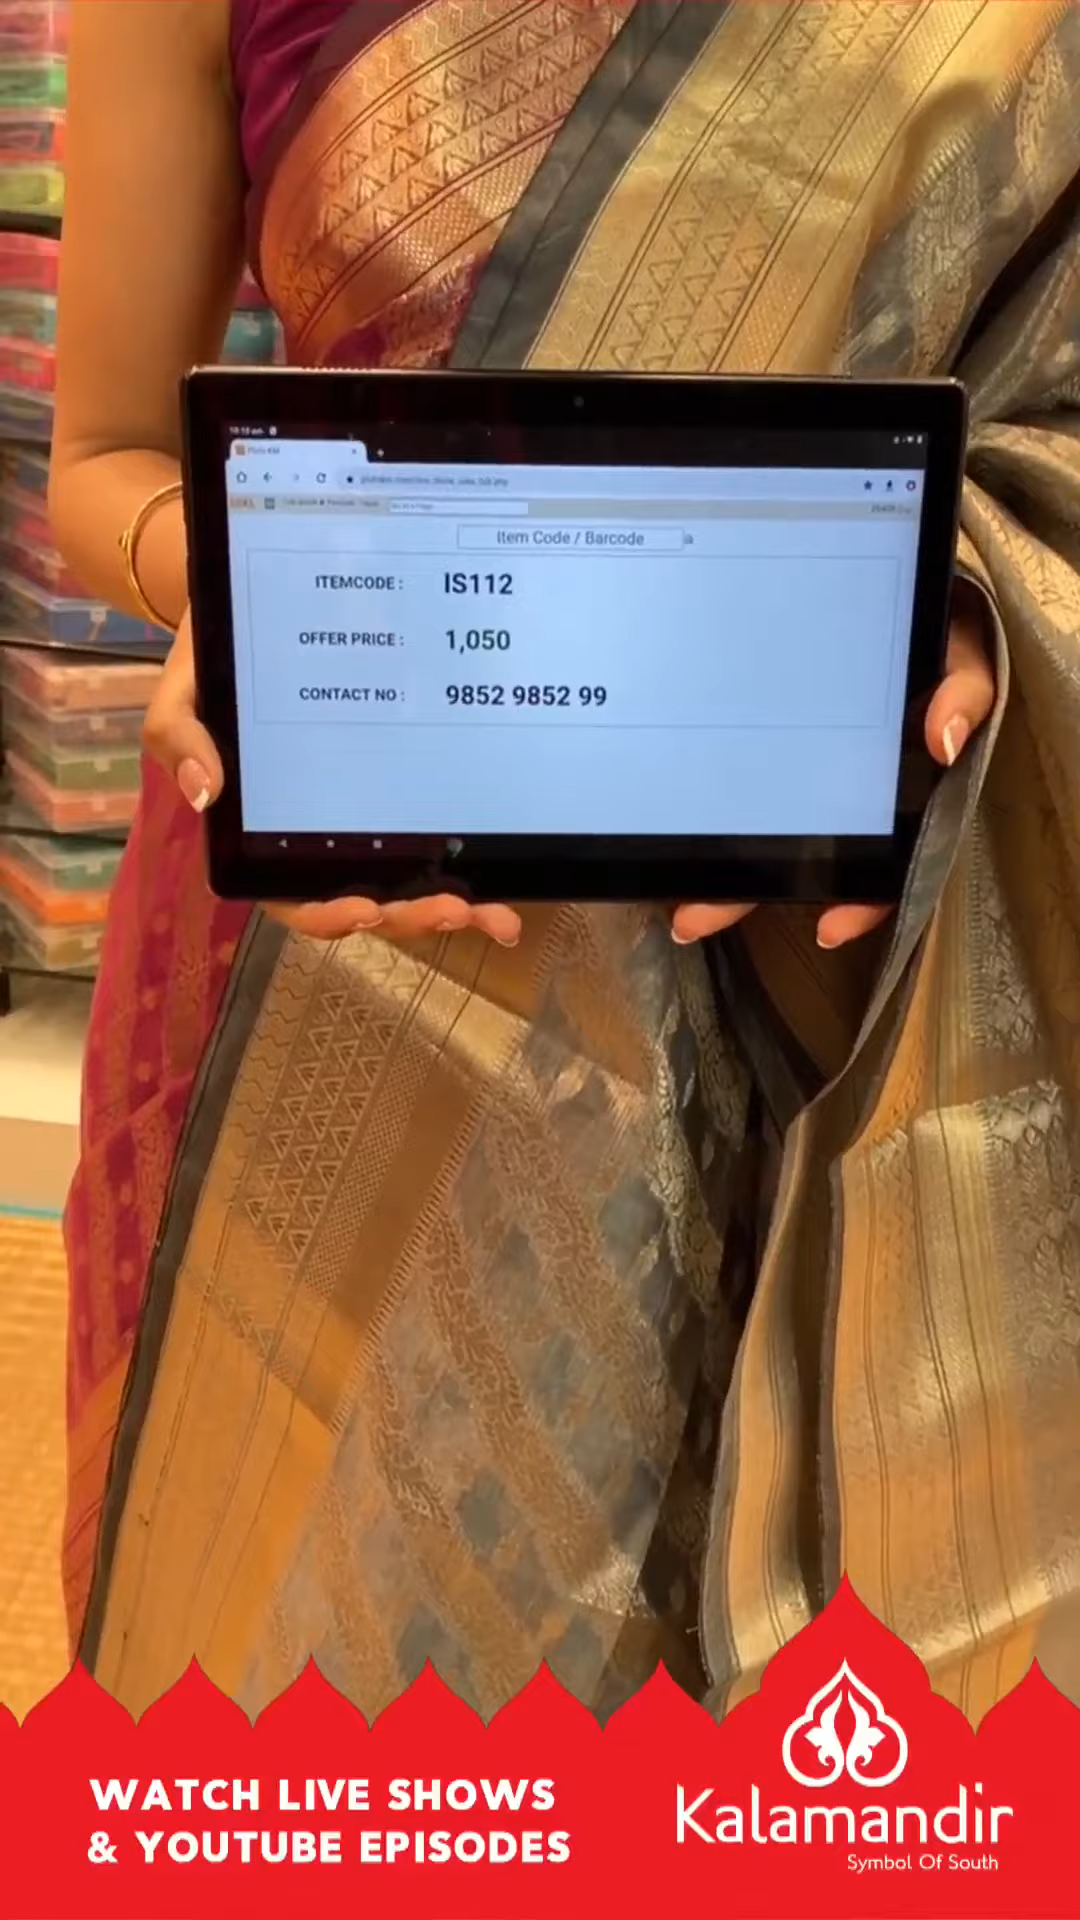 Item Code / Barcode
ITEMCODE : IS112
OFFER PRICE : 1,050
CONTACT NO : 9852 9852 99
WATCH LIVE SHOWS
& YOUTUBE EPISODES
Kalamandir
Symbol Of South